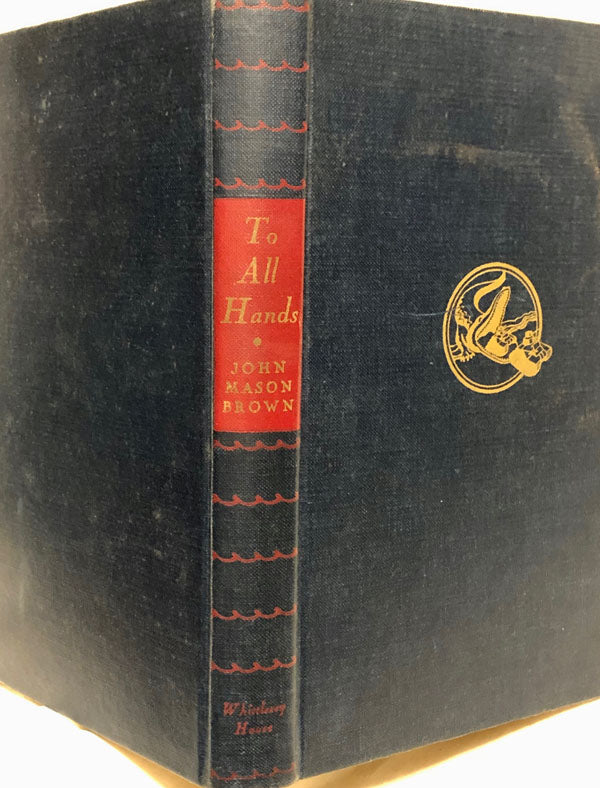 To
All
Hands
JOHN
MASON
BROWN
Whittlesey
House